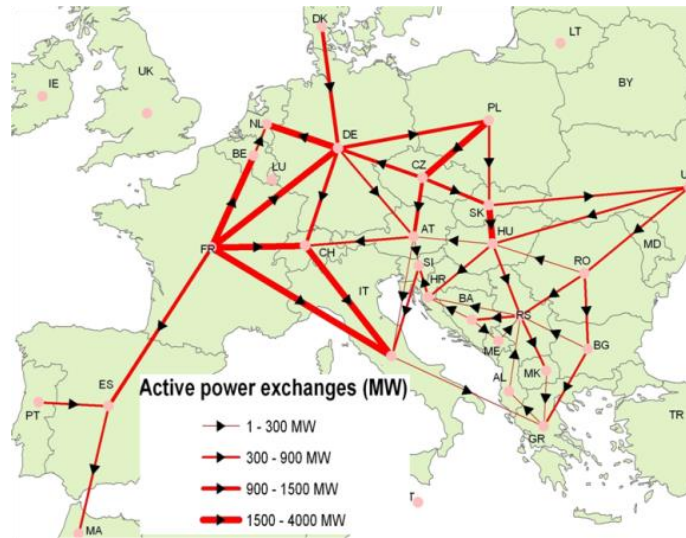 DK
LT
IE
UK
BY
NL
DE
PL
BE
LU
CZ
SK
U
FR
CH
AT
HU
MD
SI
RO
HR
IT
BA
RS
ME
BG
ES
AL
MK
PT
Active power exchanges (MW)
TR
GR
1 - 300 MW
300 - 900 MW
900 - 1500 MW
T
1500 - 4000 MW
MA